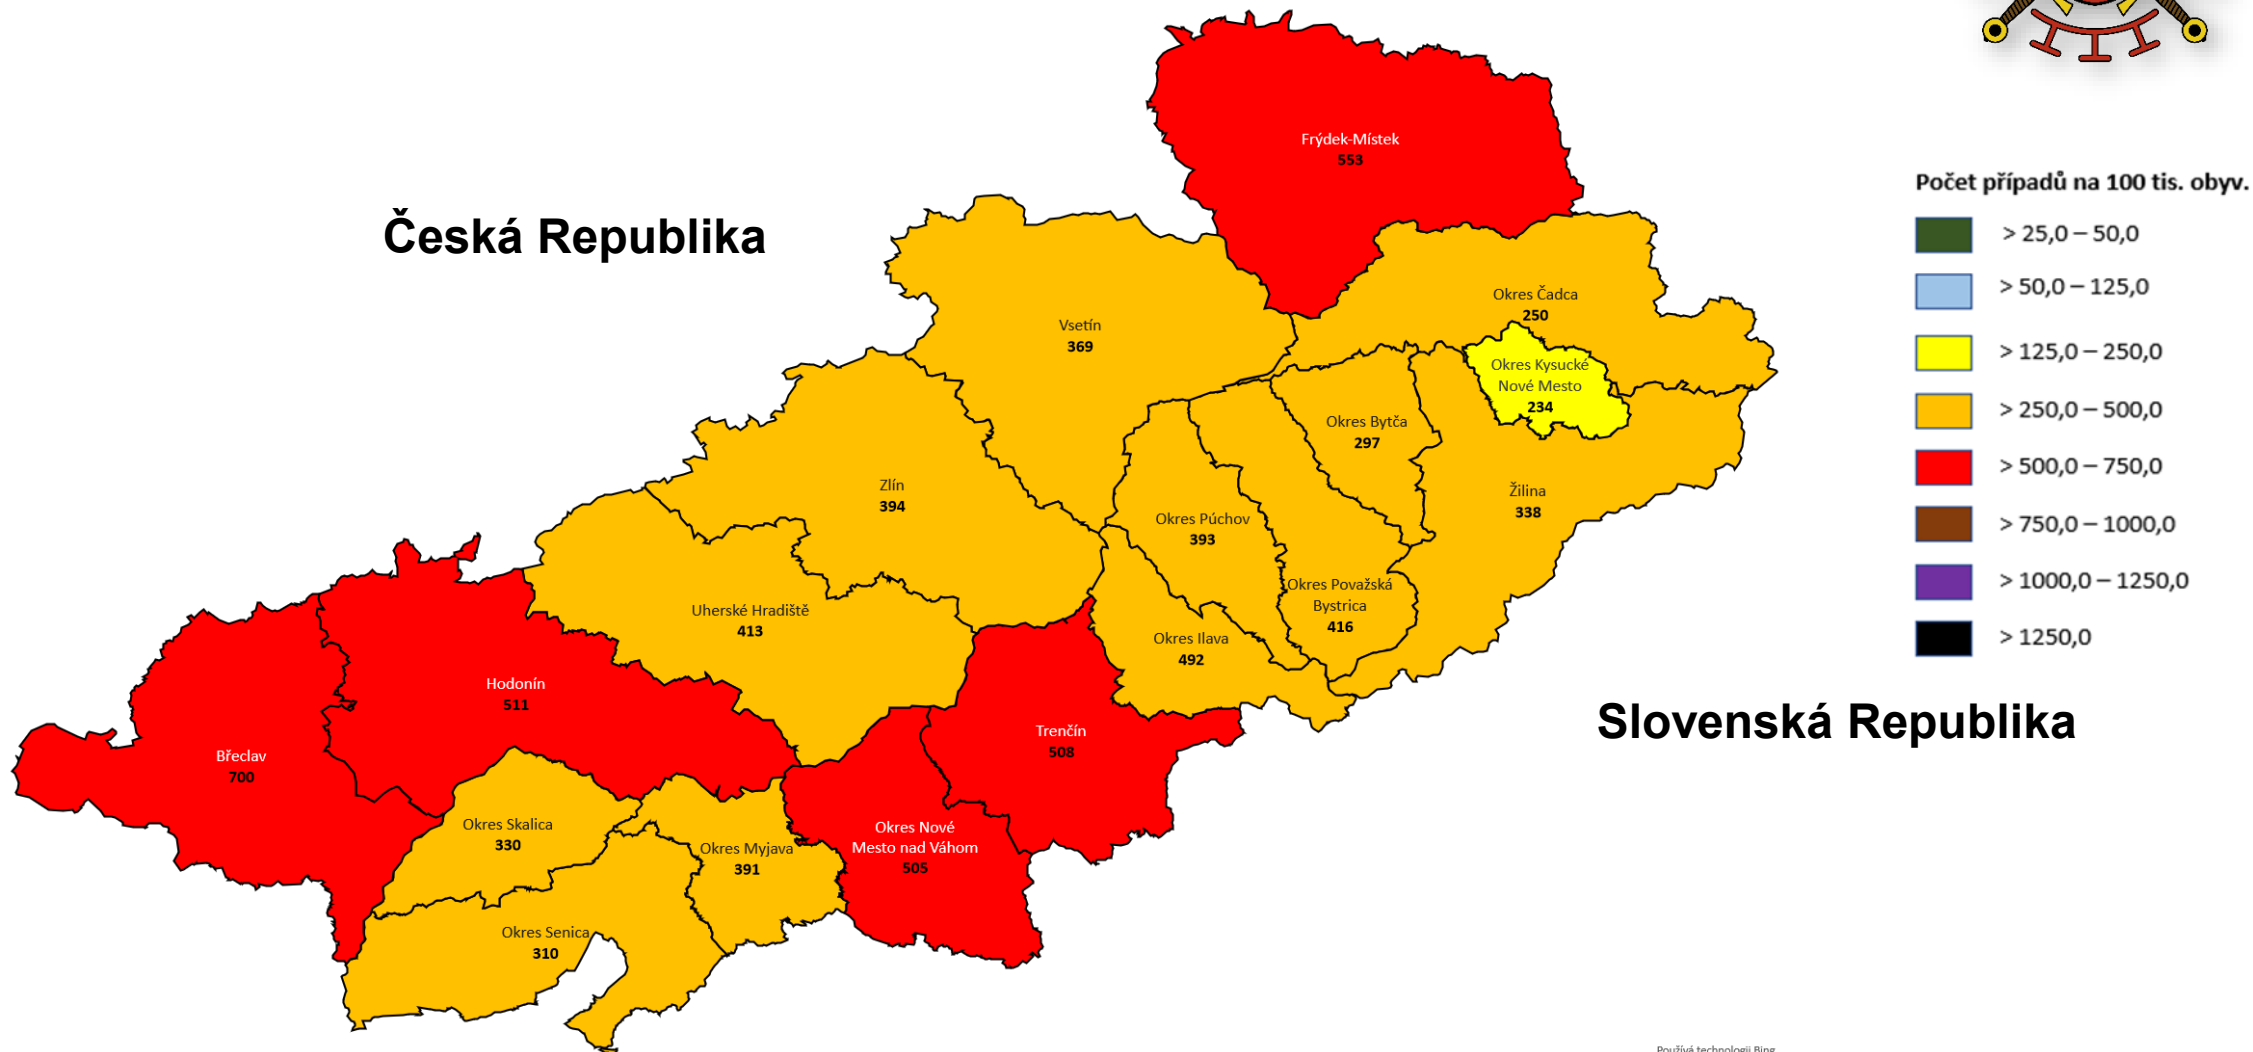 Frýdek-Místek
553
Počet případů na 100 tis. obyv.
> 25,0 – 50,0
> 50,0 – 125,0
> 125,0 – 250,0
> 250,0 – 500,0
> 500,0 – 750,0
> 750,0 – 1000,0
> 1000,0 – 1250,0
> 1250,0
Česká Republika
Okres Čadca
250
Vsetín
369
Okres Kysucké
Nové Mesto
234
Okres Bytča
297
Zlín
394
Žilina
338
Okres Púchov
393
Okres Považská
Bystrica
416
Uherské Hradiště
413
Okres Ilava
492
Hodonín
511
Slovenská Republika
Trenčín
508
Břeclav
700
Okres Skalica
330
Okres Nové
Mesto nad Váhom
505
Okres Myjava
391
Okres Senica
310
Používá technologii Bing